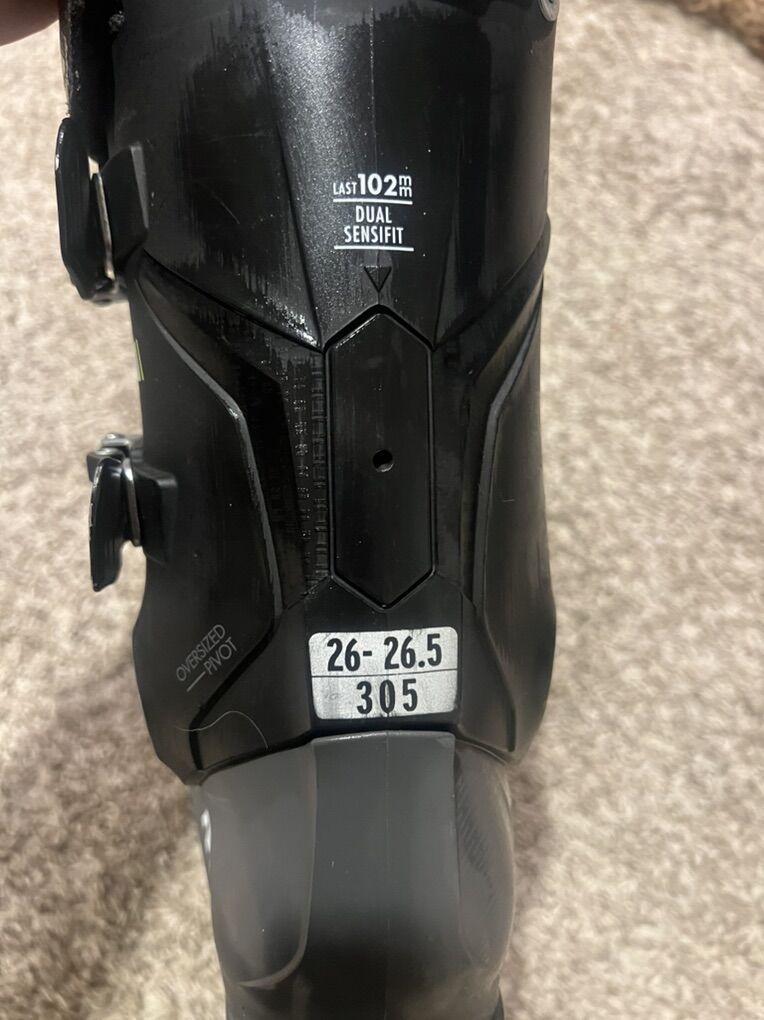 LAST 102mm
DUAL
SENSIFIT
OVERSIZED
PIVOT
26- 26.5
305